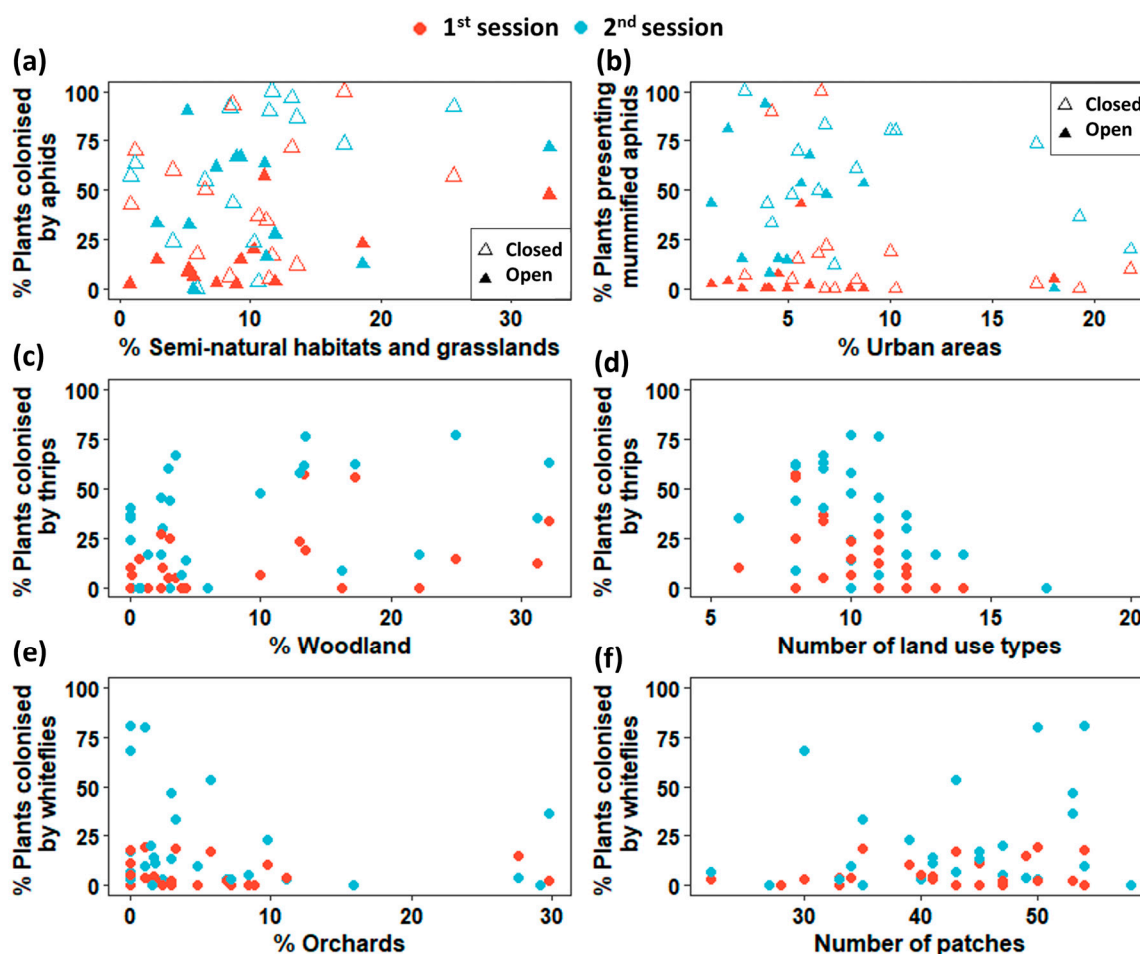 1st session 2nd session
(a)
(b)
% Plants colonised
by aphids
100
75
50
25
0
Closed
Open
0 10 20 30
% Semi-natural habitats and grasslands
% Plants presenting
mummified aphids
100
75
50
25
0
Closed
Open
5 10 15 20
% Urban areas
(c)
(d)
% Plants colonised
by thrips
100
75
50
25
0
0 10 20 30
% Woodland
% Plants colonised
by thrips
100
75
50
25
0
5 10 15 20
Number of land use types
(e)
(f)
% Plants colonised
by whiteflies
100
75
50
25
0
0 10 20 30
% Orchards
% Plants colonised
by whiteflies
100
75
50
25
0
30 40 50
Number of patches